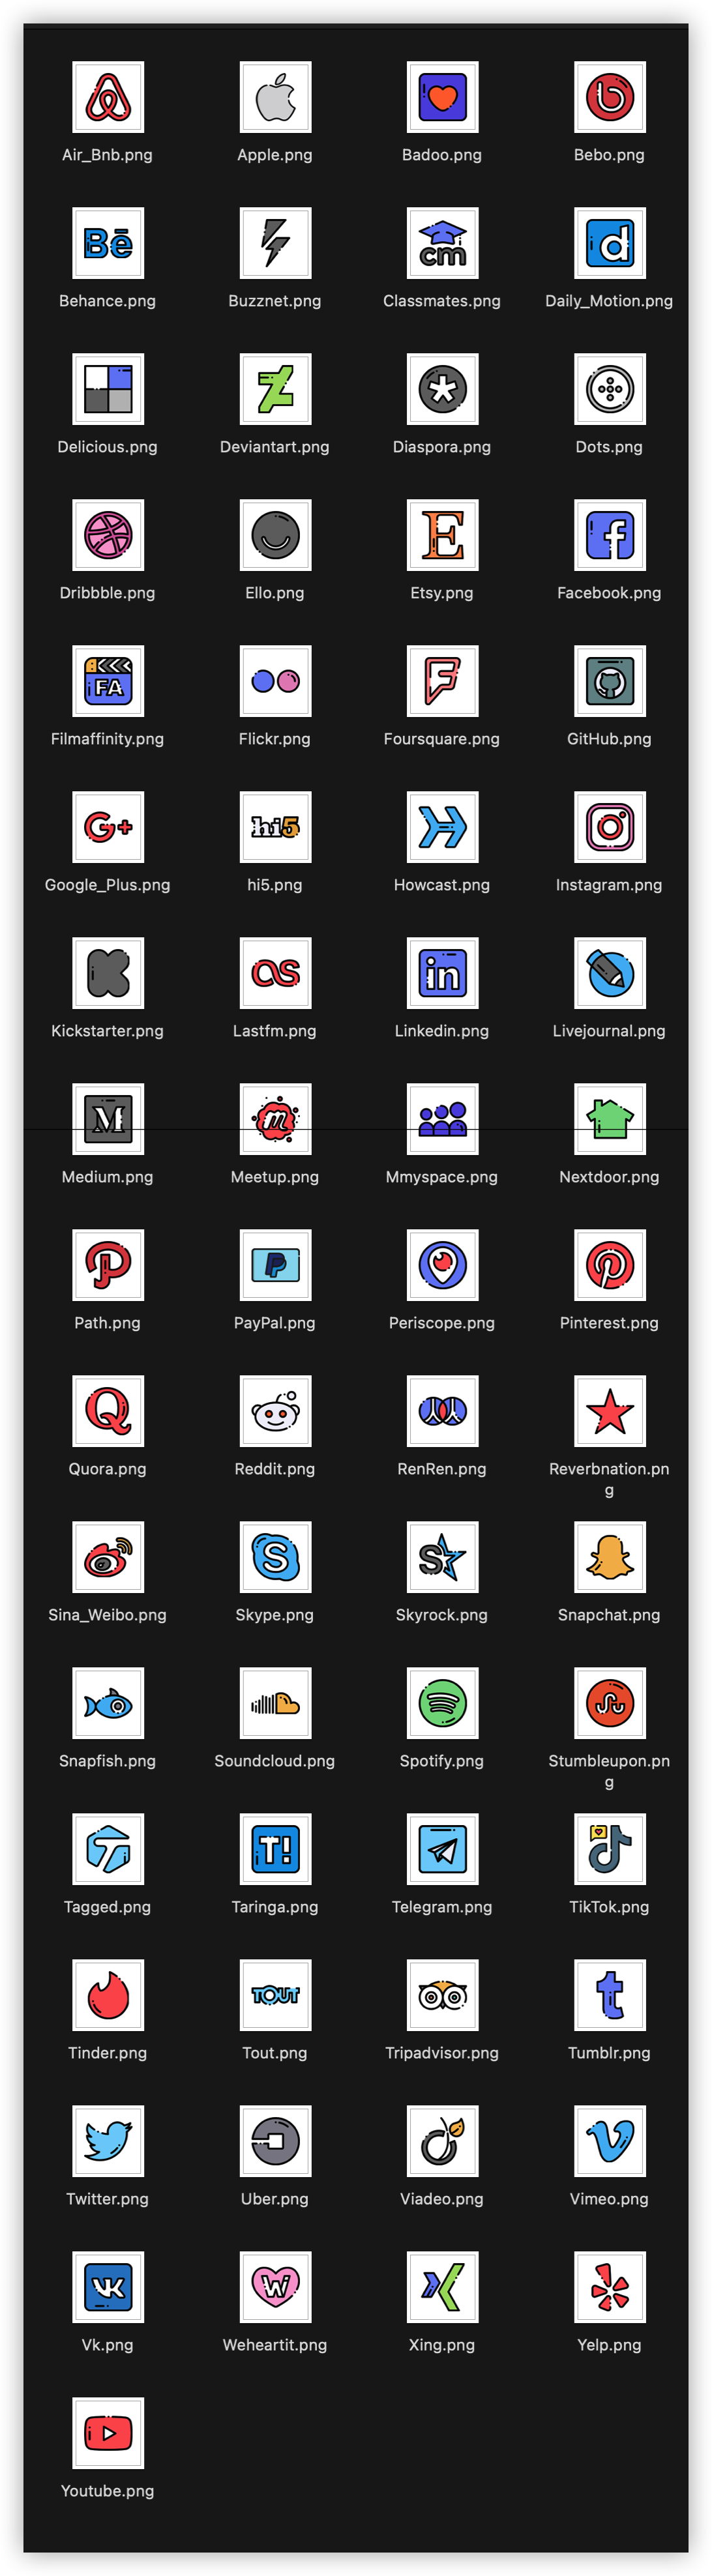 Air_Bnb.png Apple.png Badoo.png Bebo.png
Bē cm d
Behance.png Buzznet.png Classmates.png Daily_Motion.png
Delicious.png Deviantart.png Diaspora.png Dots.png
E f
Dribbble.png Ello.png Etsy.png Facebook.png
FA
Filmaffinity.png Flickr.png Foursquare.png GitHub.png
G+ hi5
Google_Plus.png hi5.png Howcast.png Instagram.png
K as in
Kickstarter.png Lastfm.png Linkedin.png Livejournal.png
M m
Medium.png Meetup.png Mmyspace.png Nextdoor.png
P P
Path.png PayPal.png Periscope.png Pinterest.png
Q
Quora.png Reddit.png RenRen.png Reverbnation.pn
g
S S
Sina_Weibo.png Skype.png Skyrock.png Snapchat.png
Snapfish.png Soundcloud.png Spotify.png Stumbleupon.pn
g
T!
Tagged.png Taringa.png Telegram.png TikTok.png
TOUT t
Tinder.png Tout.png Tripadvisor.png Tumblr.png
Twitter.png Uber.png Viadeo.png Vimeo.png
VK W
Vk.png Weheartit.png Xing.png Yelp.png
Youtube.png